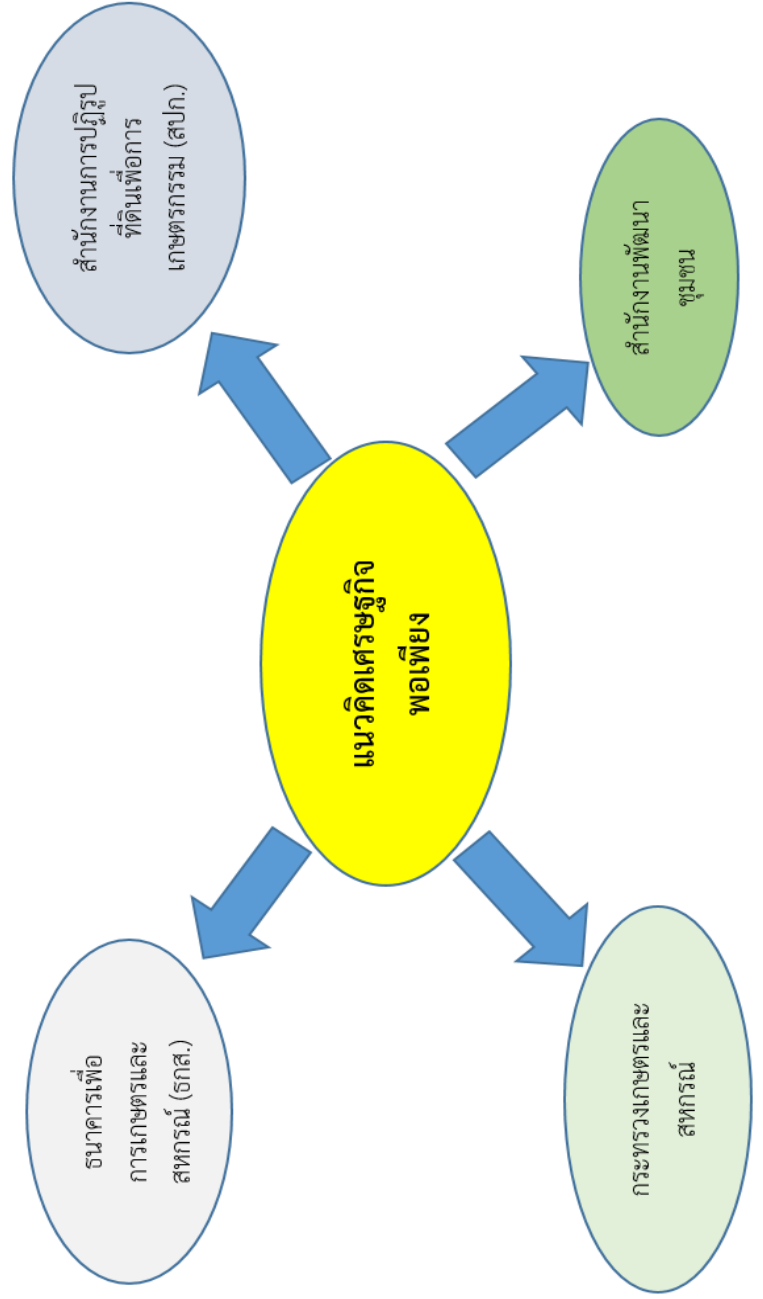 ธนาคารเพื่อ
การเกษตรและ
สหกรณ์ (ธกส.)
สำนักงานการปฏิรูป
ที่ดินเพื่อการ
เกษตรกรรม (สปก.)
แนวคิดเศรษฐกิจ
พอเพียง
กระทรวงเกษตรและ
สหกรณ์
สำนักงานพัฒนา
ชุมชน